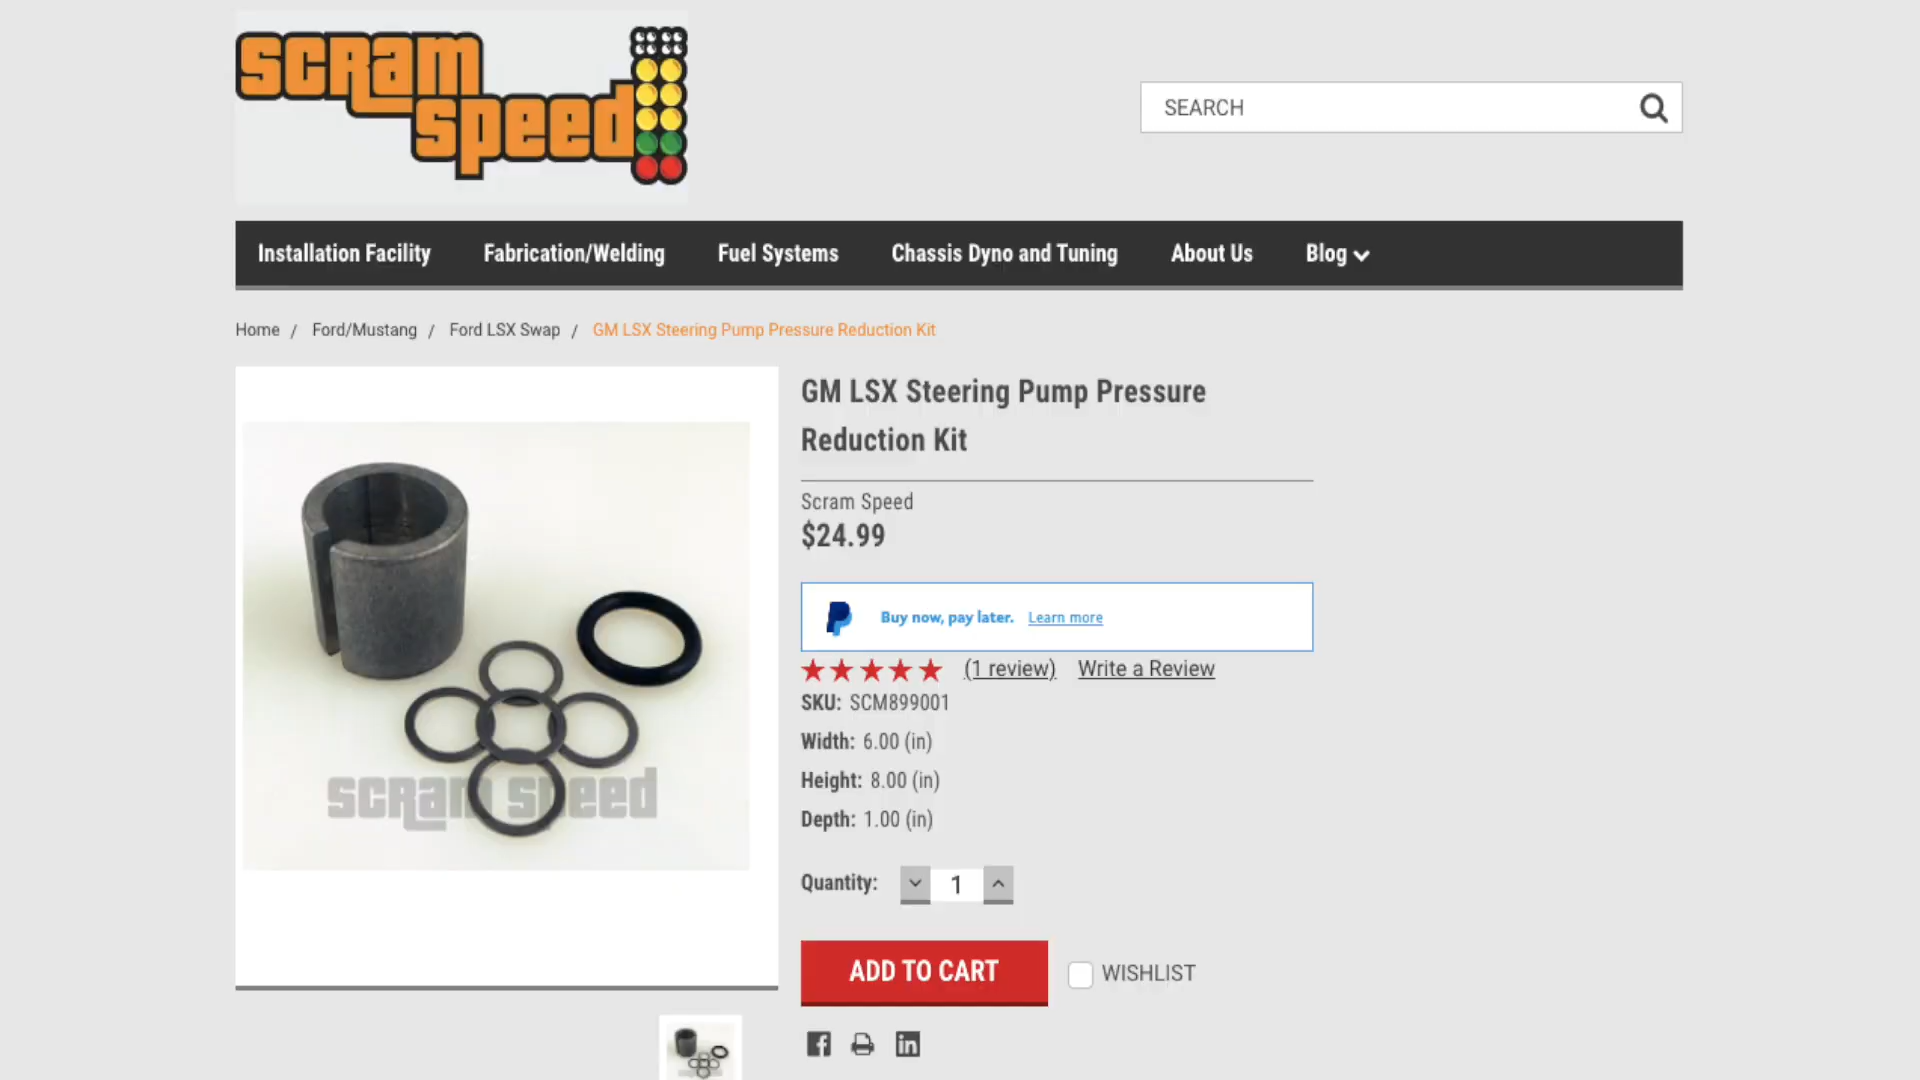 scram
speed
SEARCH
Installation Facility Fabrication/Welding Fuel Systems Chassis Dyno and Tuning About Us Blog
Home / Ford/Mustang / Ford LSX Swap / GM LSX Steering Pump Pressure Reduction Kit
GM LSX Steering Pump Pressure
Reduction Kit
Scram Speed
$24.99
Buy now, pay later. Learn more
(1 review) Write a Review
SKU: SCM899001
Width: 6.00 (in)
Height: 8.00 (in)
Depth: 1.00 (in)
Quantity: 1
ADD TO CART WISHLIST
scram speed